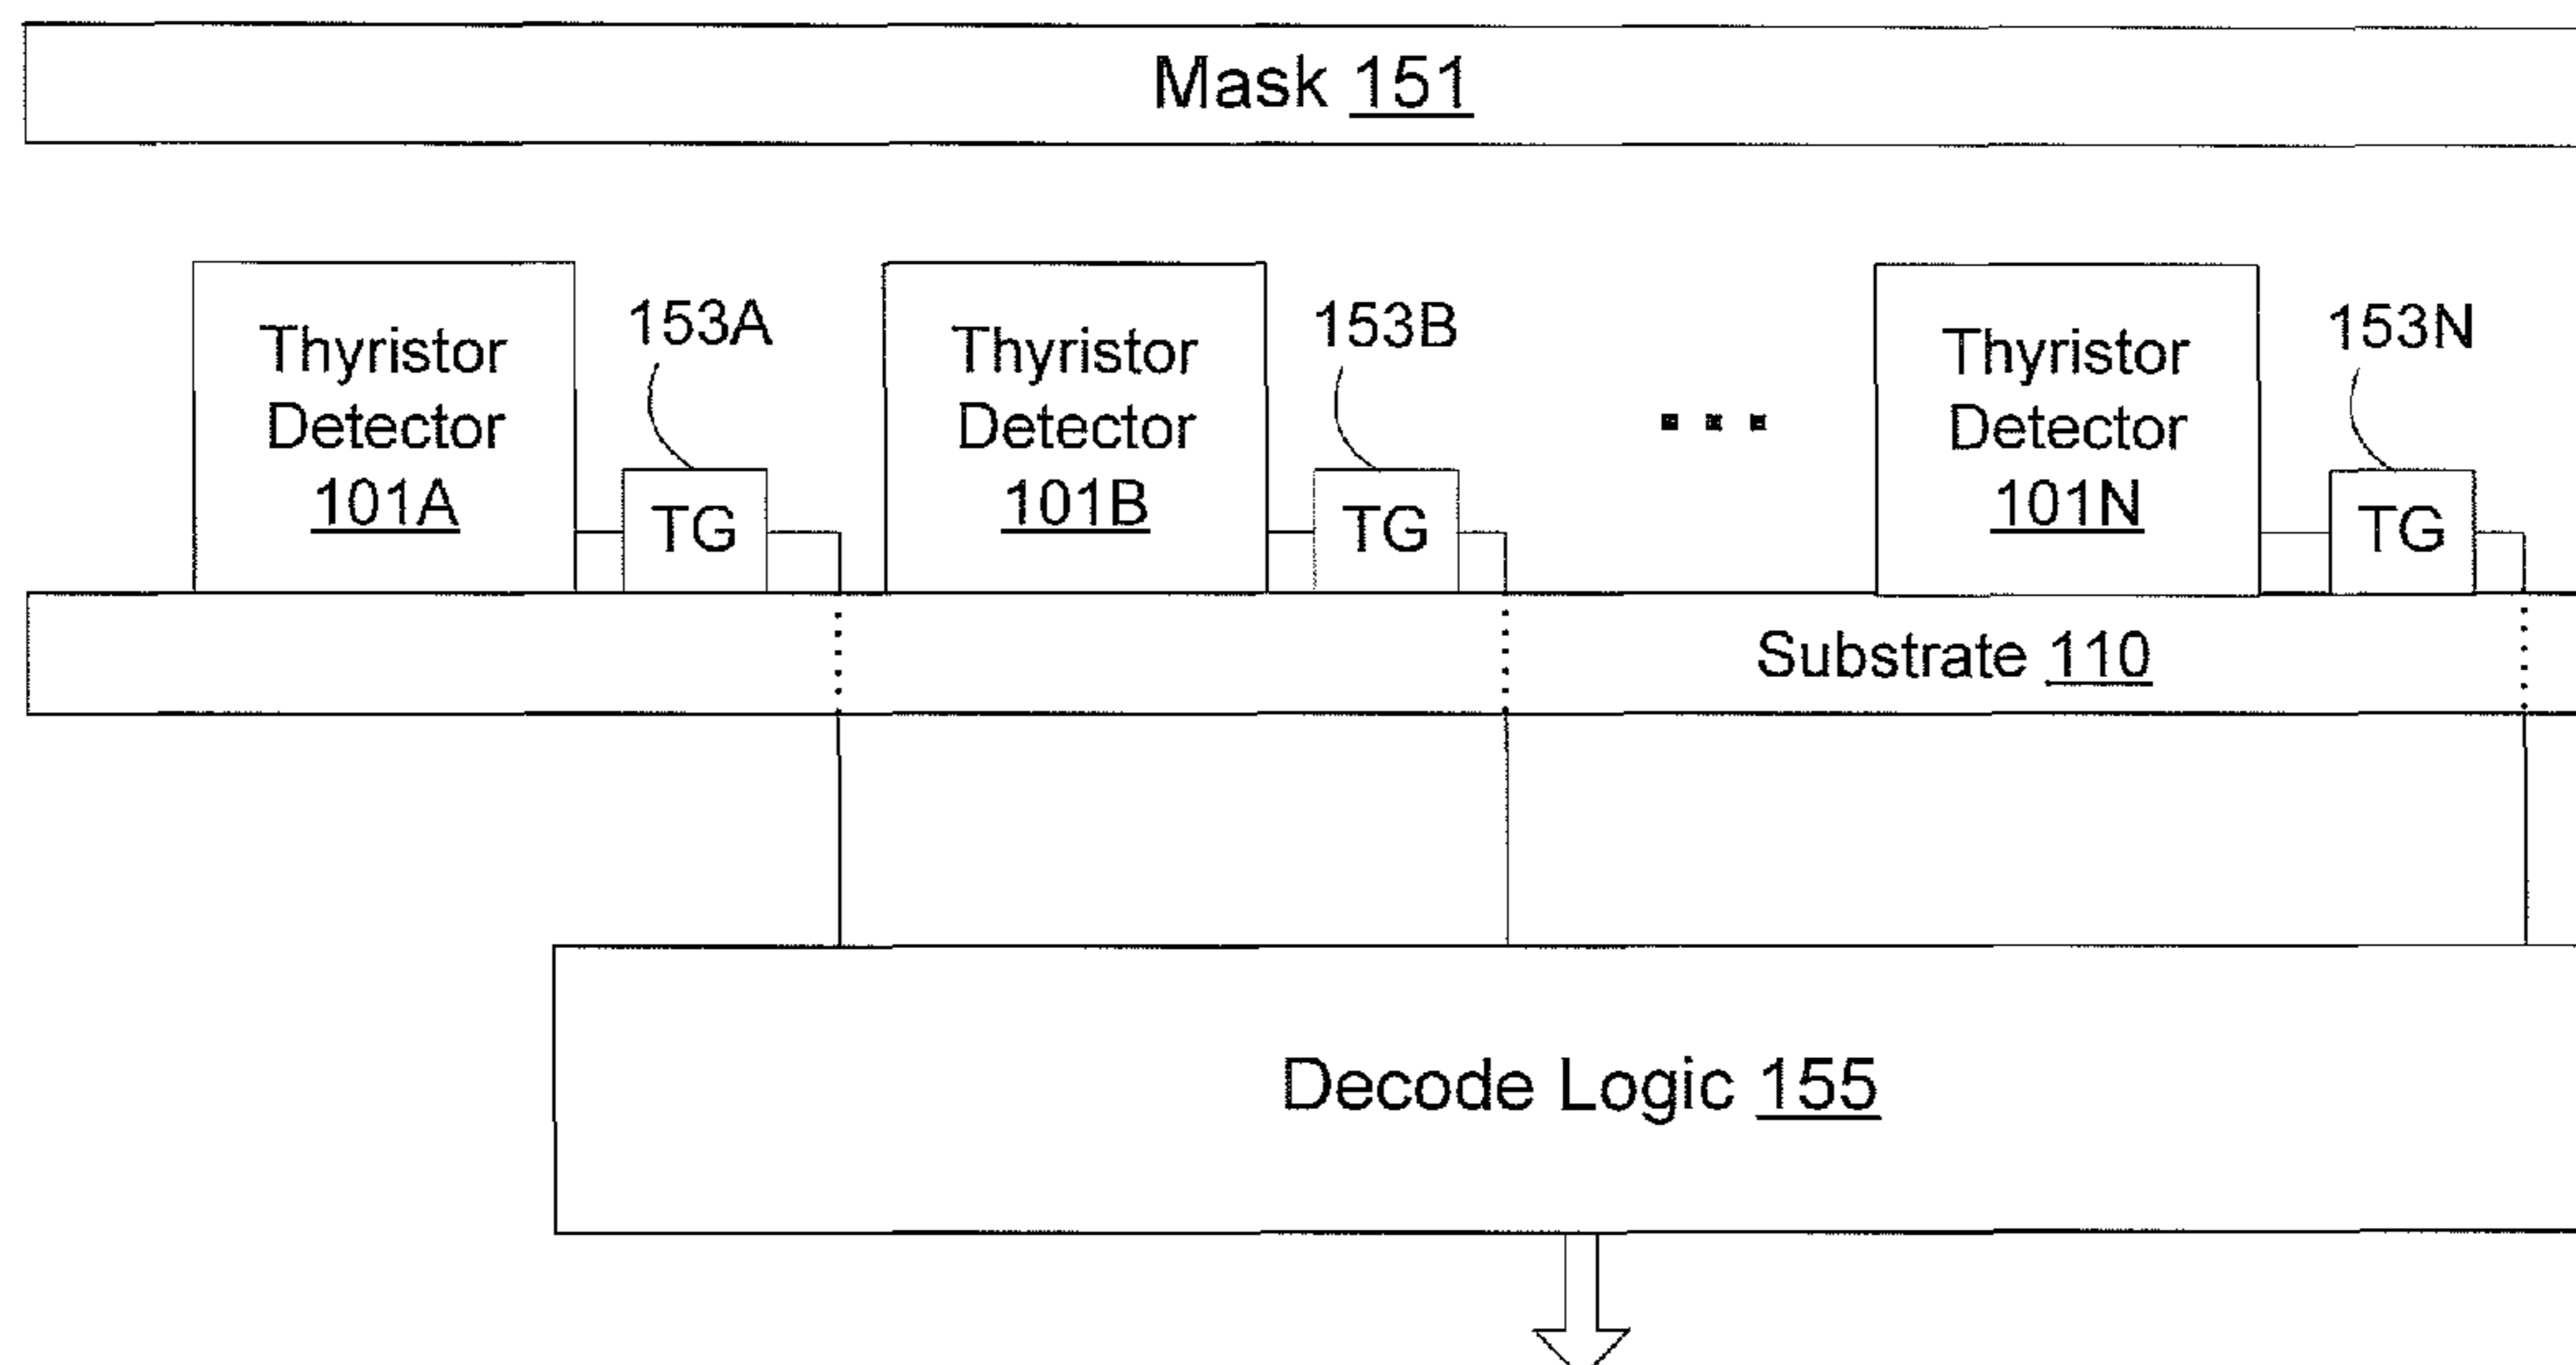 Mask 151
153A
153B
153N
Thyristor
Detector
101A
TG
Thyristor
Detector
101B
TG
Thyristor
Detector
101N
TG
Substrate 110
Decode Logic 155